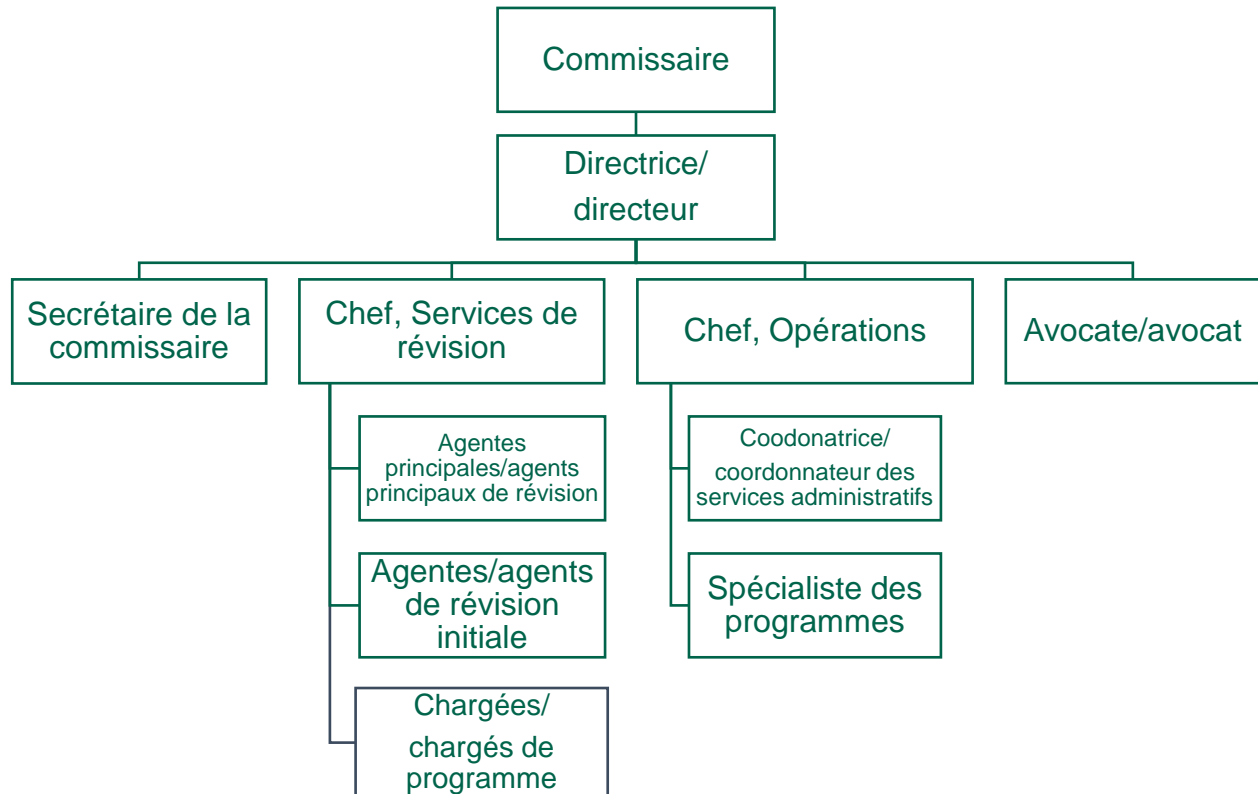 Commissaire
Directrice/
directeur
Secrétaire de la
commissaire
Chef, Services de
révision
Chef, Opérations
Avocate/avocat
Agentes
principales/agents
principaux de révision
Coodonatrice/
coordonnateur des
services administratifs
Agentes/agents
de révision
initiale
Spécialiste des
programmes
Chargées/
chargés de
programme